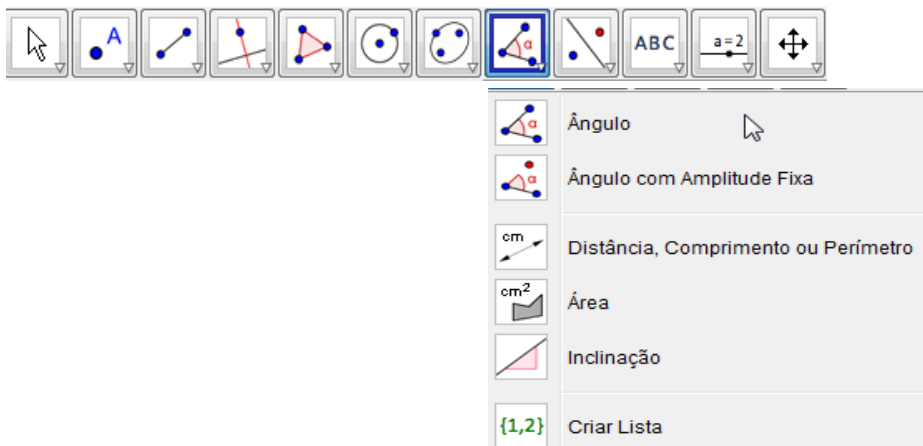 A
α
ABC
a=2
α Ângulo
α Ângulo com Amplitude Fixa
cm Distância, Comprimento ou Perímetro
cm² Área
Inclinação
{1,2} Criar Lista